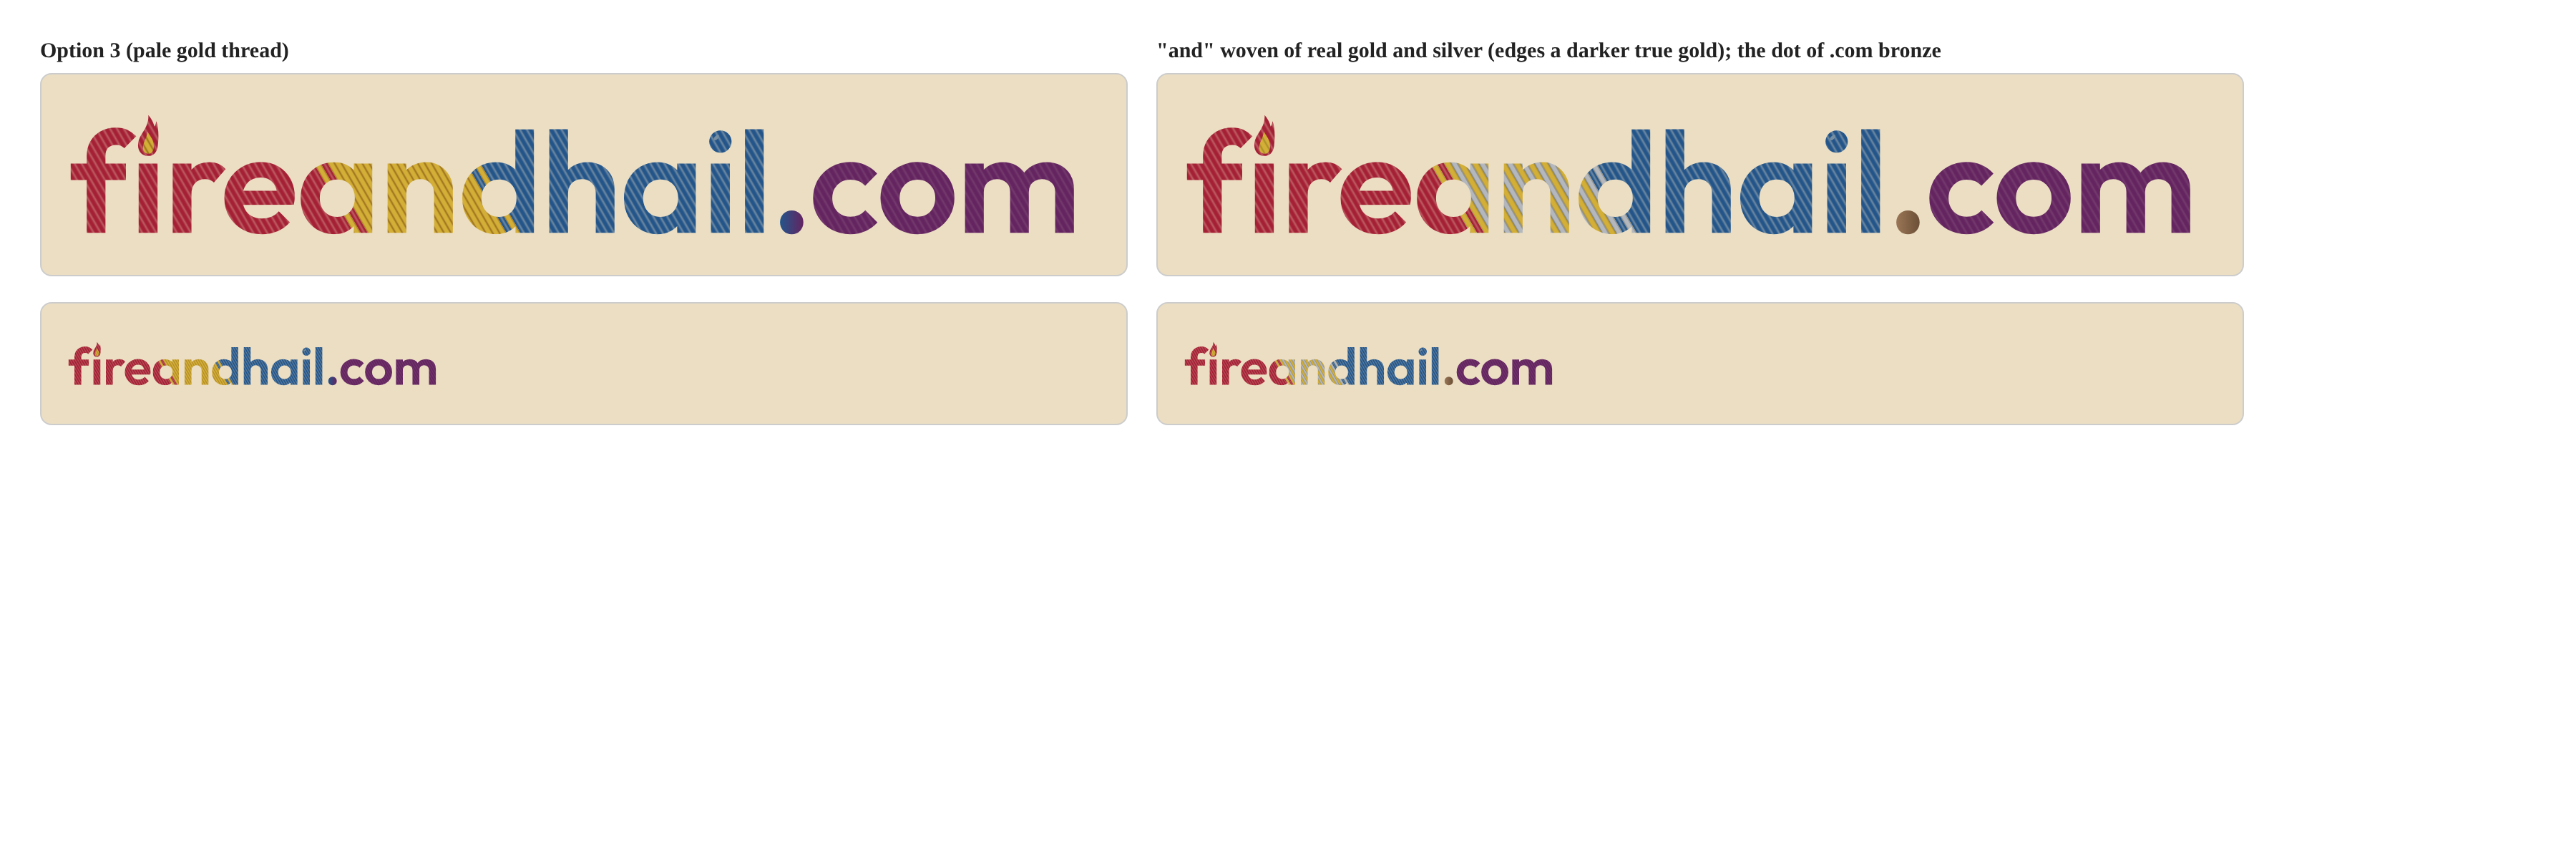 Option 3 (pale gold thread)
"and" woven of real gold and silver (edges a darker true gold); the dot of .com bronze
fireandhail.com
fireandhail.com
fireandhail.com
fireandhail.com